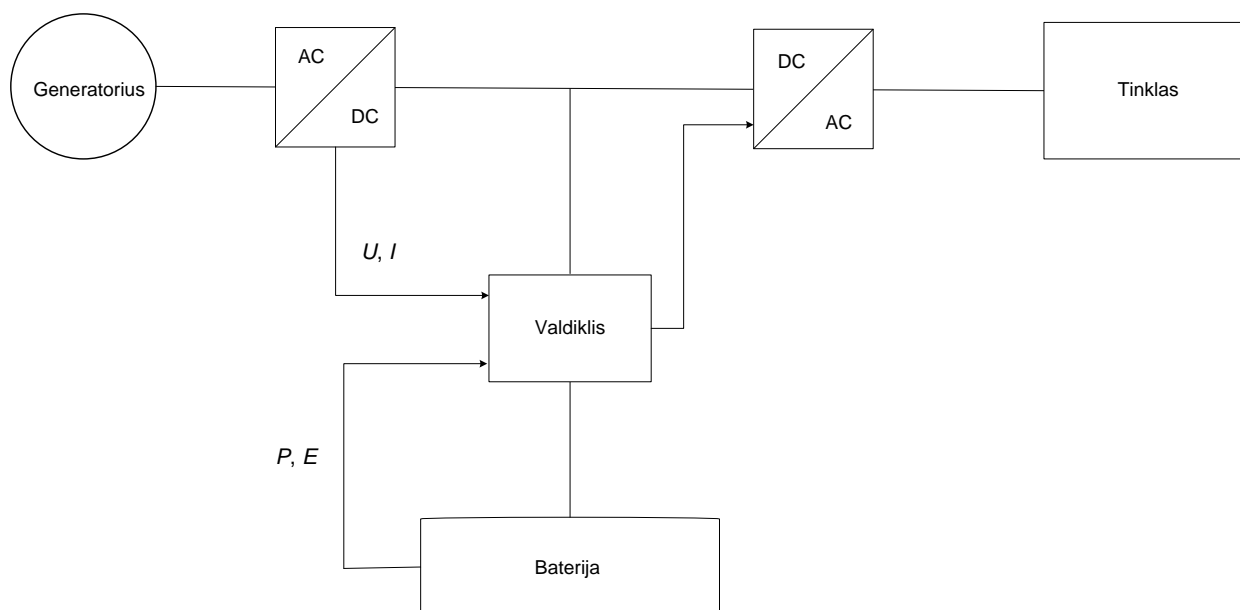 Generatorius
AC
DC
DC
AC
Tinklas
U, I
Valdiklis
P, E
Baterija